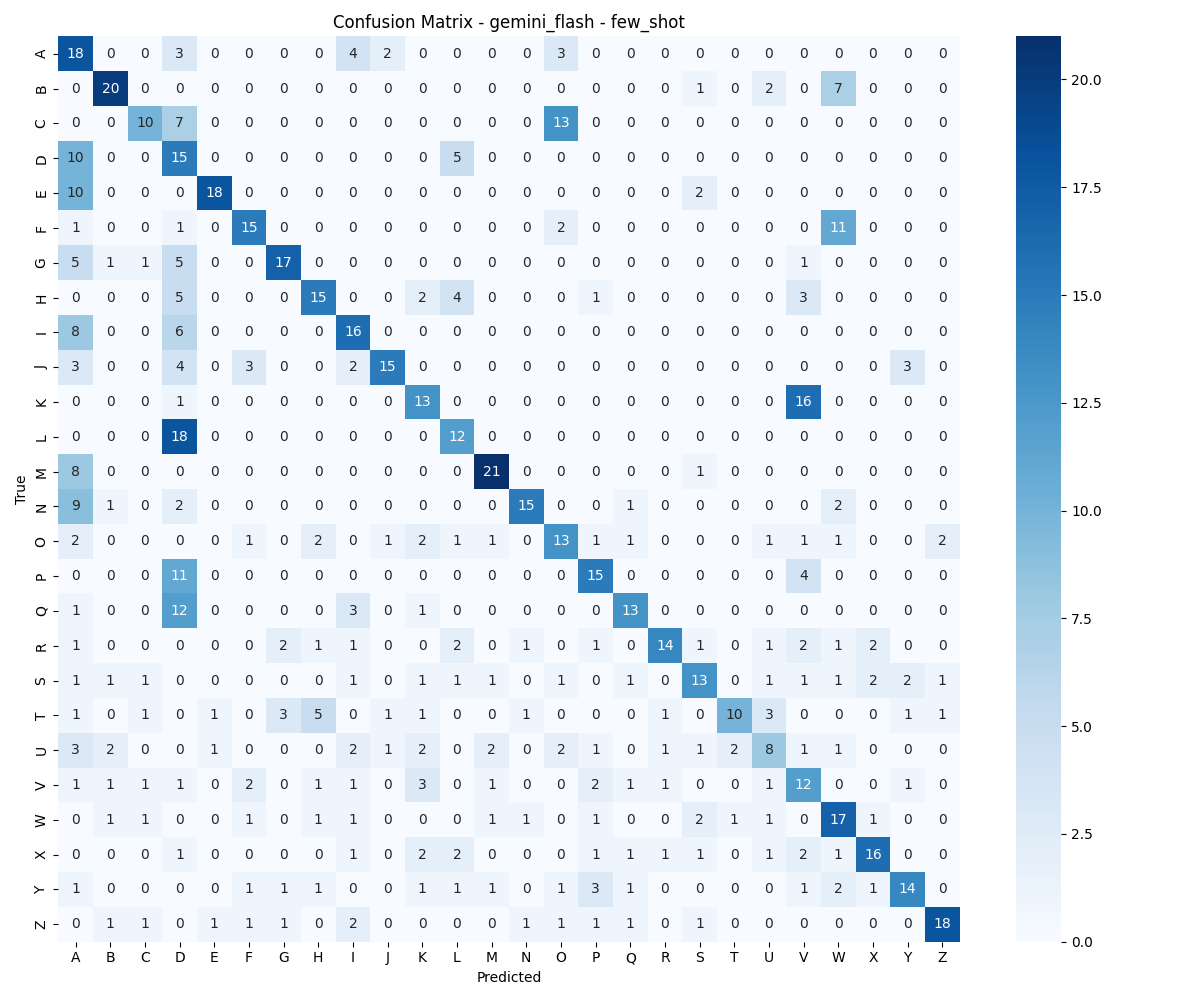 Confusion Matrix - gemini_flash - few_shot
A 18 0 0 3 0 0 0 0 4 2 0 0 0 0 3 0 0 0 0 0 0 0 0 0 0 0
B 0 20 0 0 0 0 0 0 0 0 0 0 0 0 0 0 0 0 1 0 2 0 7 0 0 0
C 0 0 10 7 0 0 0 0 0 0 0 0 0 0 13 0 0 0 0 0 0 0 0 0 0 0
D 10 0 0 15 0 0 0 0 0 0 0 5 0 0 0 0 0 0 0 0 0 0 0 0 0 0
E 10 0 0 0 18 0 0 0 0 0 0 0 0 0 0 0 0 0 2 0 0 0 0 0 0 0
F 1 0 0 1 0 15 0 0 0 0 0 0 0 0 2 0 0 0 0 0 0 0 11 0 0 0
G 5 1 1 5 0 0 17 0 0 0 0 0 0 0 0 0 0 0 0 0 0 1 0 0 0 0
H 0 0 0 5 0 0 0 15 0 0 2 4 0 0 0 1 0 0 0 0 0 3 0 0 0 0
I 8 0 0 6 0 0 0 0 16 0 0 0 0 0 0 0 0 0 0 0 0 0 0 0 0 0
J 3 0 0 4 0 3 0 0 2 15 0 0 0 0 0 0 0 0 0 0 0 0 0 0 3 0
K 0 0 0 1 0 0 0 0 0 0 13 0 0 0 0 0 0 0 0 0 0 16 0 0 0 0
L 0 0 0 18 0 0 0 0 0 0 0 12 0 0 0 0 0 0 0 0 0 0 0 0 0 0
M 8 0 0 0 0 0 0 0 0 0 0 0 21 0 0 0 0 0 1 0 0 0 0 0 0 0
N 9 1 0 2 0 0 0 0 0 0 0 0 0 15 0 0 1 0 0 0 0 0 2 0 0 0
O 2 0 0 0 0 1 0 2 0 1 2 1 1 0 13 1 1 0 0 0 1 1 1 0 0 2
P 0 0 0 11 0 0 0 0 0 0 0 0 0 0 0 15 0 0 0 0 0 4 0 0 0 0
Q 1 0 0 12 0 0 0 0 3 0 1 0 0 0 0 0 13 0 0 0 0 0 0 0 0 0
R 1 0 0 0 0 0 2 1 1 0 0 2 0 1 0 1 0 14 1 0 1 2 1 2 0 0
S 1 1 1 0 0 0 0 0 1 0 1 1 1 0 1 0 1 0 13 0 1 1 1 2 2 1
T 1 0 1 0 1 0 3 5 0 1 1 0 0 1 0 0 0 1 0 10 3 0 0 0 1 1
U 3 2 0 0 1 0 0 0 2 1 2 0 2 0 2 1 0 1 1 2 8 1 1 0 0 0
V 1 1 1 1 0 2 0 1 1 0 3 0 1 0 0 2 1 1 0 0 1 12 0 0 1 0
W 0 1 1 0 0 1 0 1 1 0 0 0 1 1 0 1 0 0 2 1 1 0 17 1 0 0
X 0 0 0 1 0 0 0 0 1 0 2 2 0 0 0 1 1 1 1 0 1 2 1 16 0 0
Y 1 0 0 0 0 1 1 1 0 0 1 1 1 0 1 3 1 0 0 0 0 1 2 1 14 0
Z 0 1 1 0 1 1 1 0 2 0 0 0 0 1 1 1 1 0 1 0 0 0 0 0 0 18
A B C D E F G H I J K L M N O P Q R S T U V W X Y Z
Predicted
True
20.0
17.5
15.0
12.5
10.0
7.5
5.0
2.5
0.0